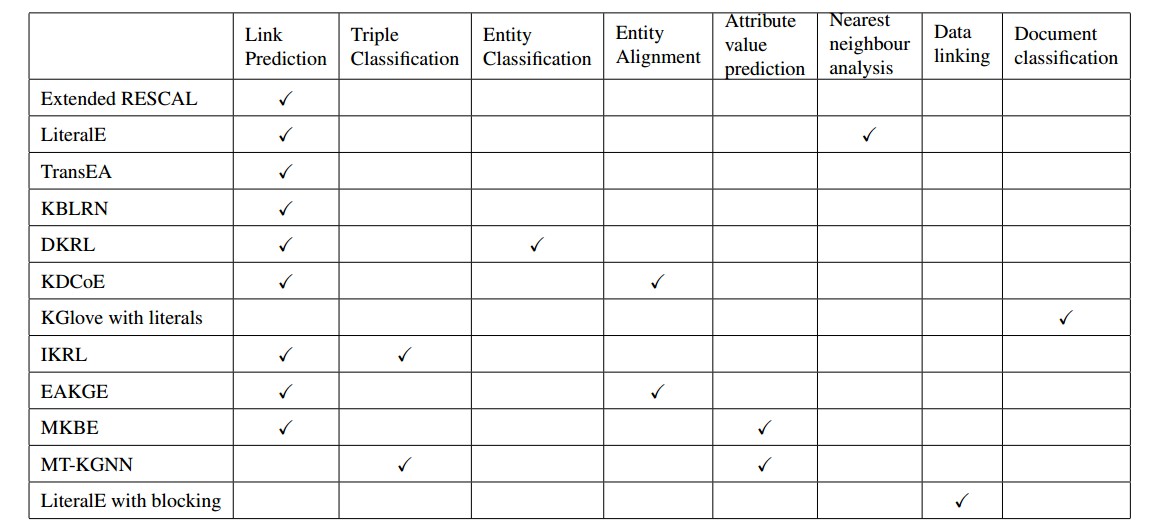 Link Prediction Triple Classification Entity Classification Entity Alignment Attribute value prediction Nearest neighbour analysis Data linking Document classification
Extended RESCAL ✓
LiteralE ✓ ✓
TransEA ✓
KBLRN ✓
DKRL ✓ ✓
KDCoE ✓ ✓
KGlove with literals ✓
IKRL ✓ ✓
EAKGE ✓ ✓
MKBE ✓ ✓
MT-KGNN ✓ ✓
LiteralE with blocking ✓